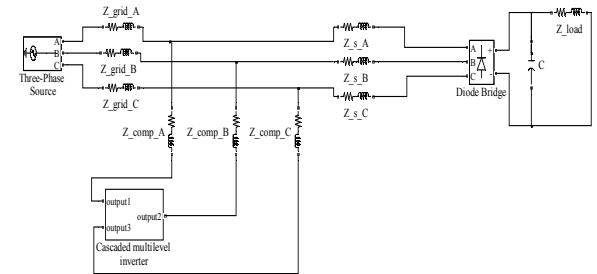 Z_grid_A
A
B
C
Three-Phase
Source
Z_grid_B
Z_grid_C
Z_s_A
Z_s_B
Z_s_C
A
B
C
+
-
Diode Bridge
C
Z_load
Z_comp_A
Z_comp_B
Z_comp_C
output1
output2
output3
Cascaded multilevel
inverter